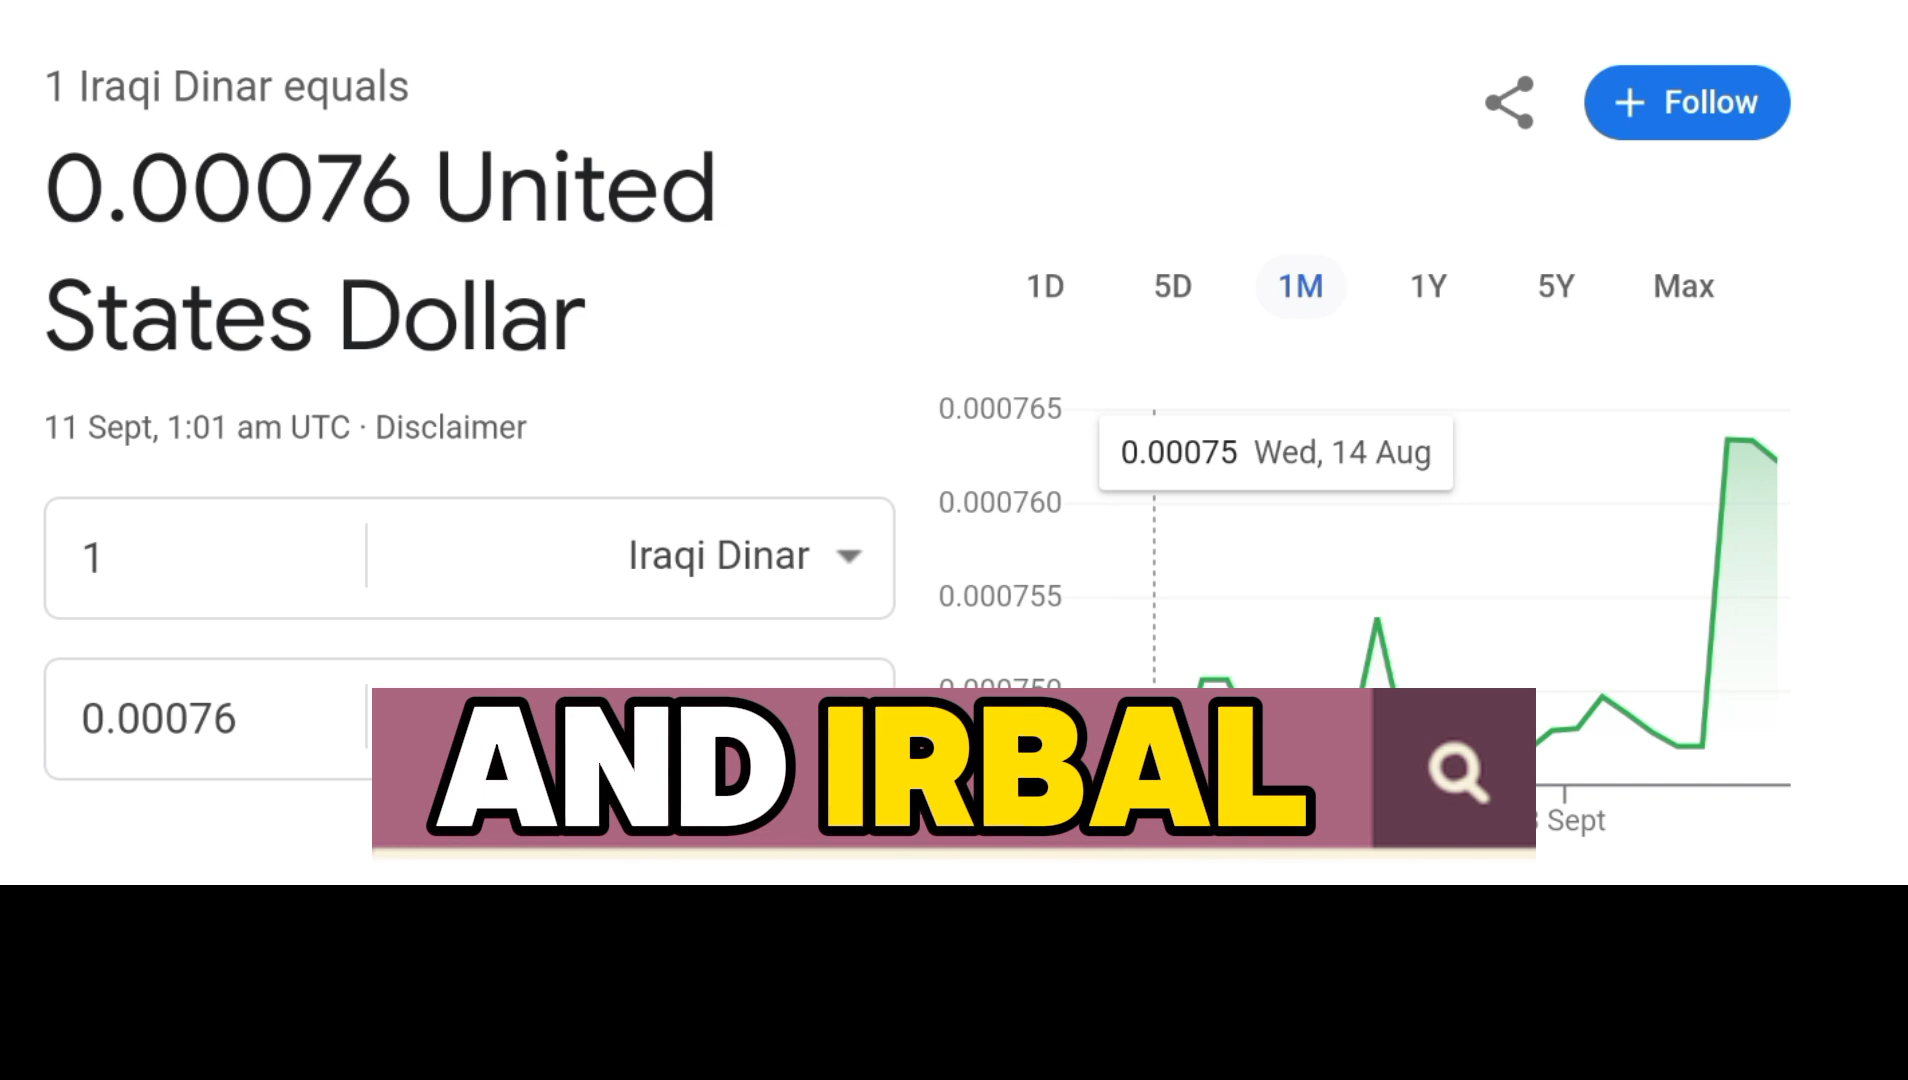 1 Iraqi Dinar equals
0.00076 United
States Dollar
11 Sept, 1:01 am UTC · Disclaimer
1
Iraqi Dinar
0.00076
Follow
1D
5D
1M
1Y
5Y
Max
0.000765
0.00075 Wed, 14 Aug
0.000760
0.000755
0.000750
Sept
AND IRBAL